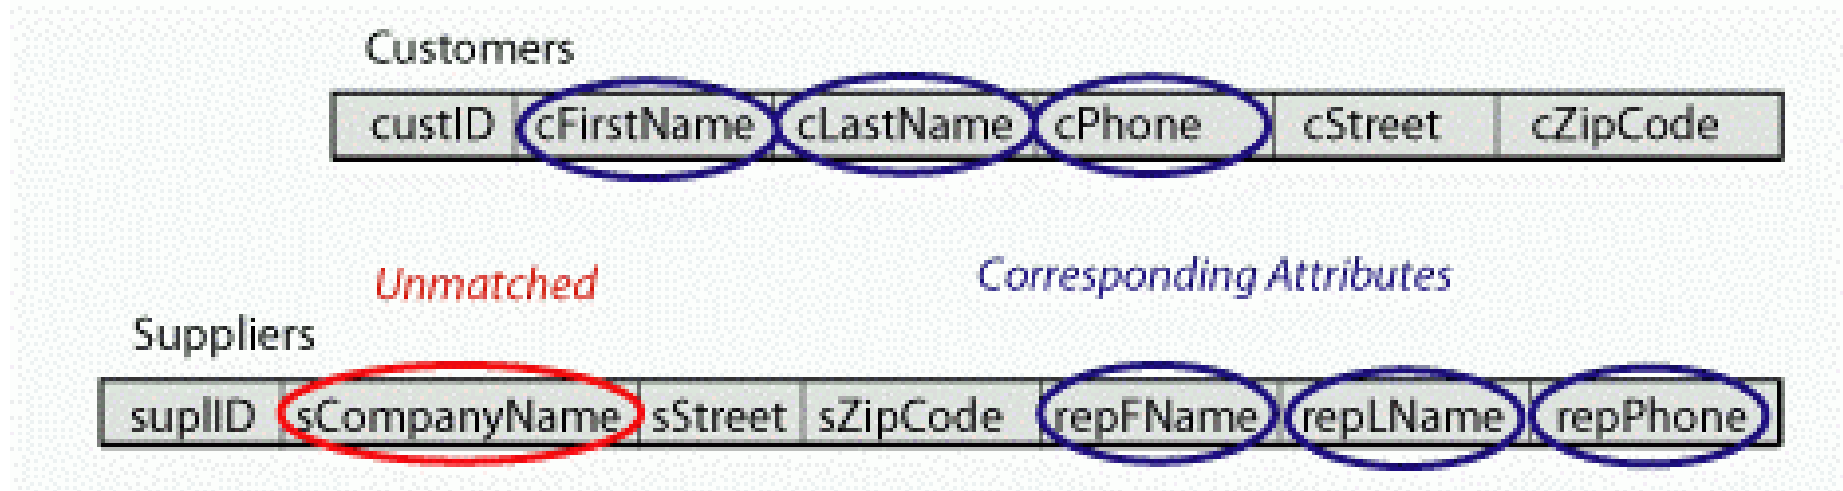 Customers
custID cFirstName cLastName cPhone cStreet cZipCode
Unmatched Corresponding Attributes
Suppliers
suplID sCompanyName sStreet sZipCode repFName repLName repPhone